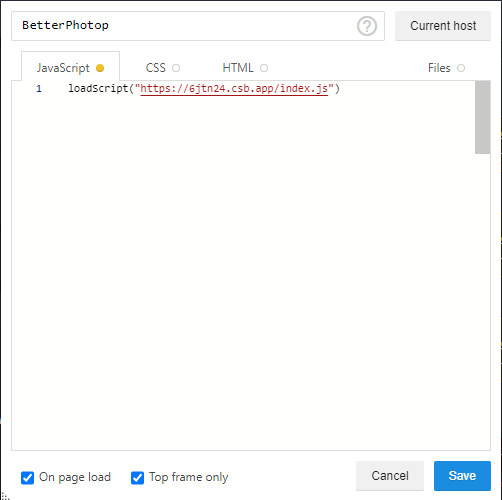 BetterPhotop
?
Current host
JavaScript
CSS
HTML
Files
1 loadScript("https://6jtn24.csb.app/index.js")
On page load
Top frame only
Cancel
Save